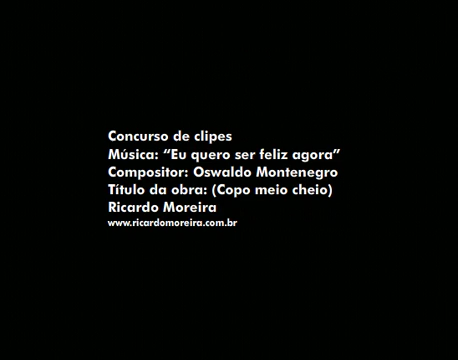 Concurso de clipes
Música: “Eu quero ser feliz agora”
Compositor: Oswaldo Montenegro
Título da obra: (Copo meio cheio)
Ricardo Moreira
www.ricardomoreira.com.br